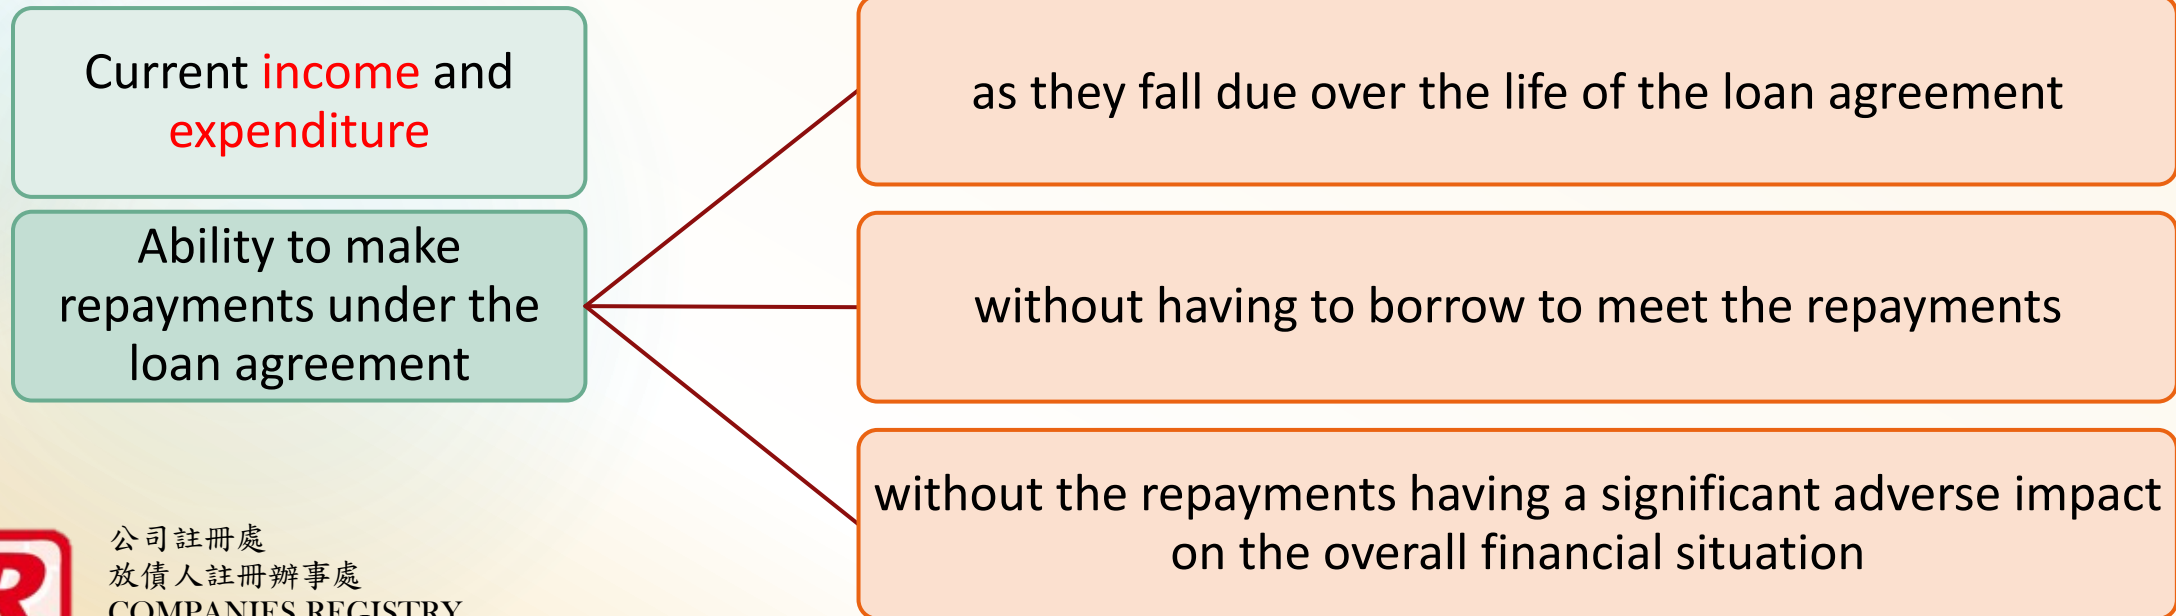 Current income and
expenditure
Ability to make
repayments under the
loan agreement
as they fall due over the life of the loan agreement
without having to borrow to meet the repayments
without the repayments having a significant adverse impact
on the overall financial situation
公司註冊處
放債人註冊辦事處
COMPANIES REGISTRY